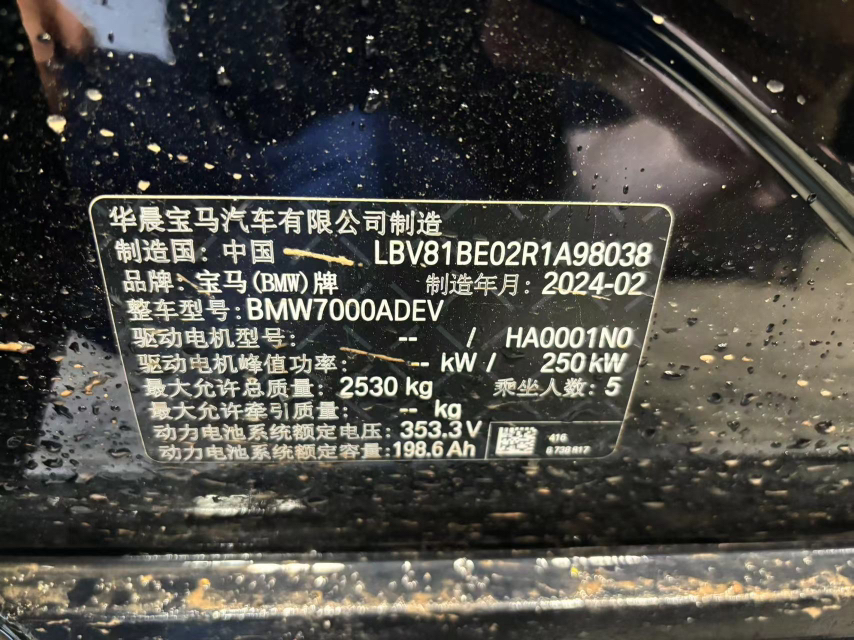 华晨宝马汽车有限公司制造
制造国：中国 LBV81BE02R1A98038
品牌：宝马(BMW)牌 制造年月：2024-02
整车型号：BMW7000ADEV
驱动电机型号： -- / HA0001N0
驱动电机峰值功率： -- kW / 250 kW
最大允许总质量： 2530 kg 乘坐人数：5
最大允许牵引质量： -- kg
动力电池系统额定电压：353.3 V
动力电池系统额定容量：198.6 Ah
416